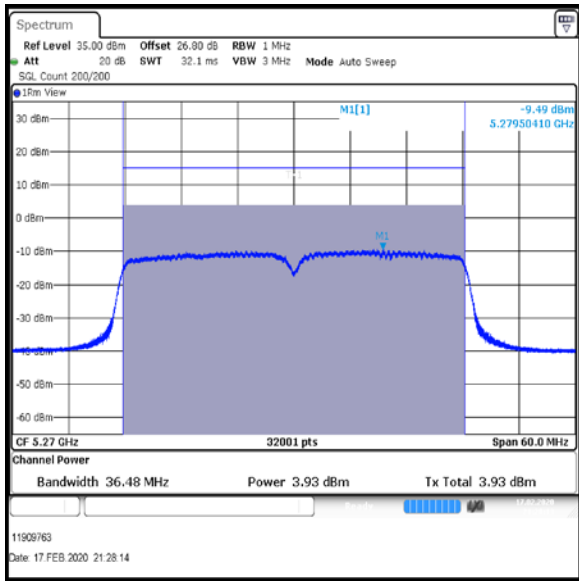 Spectrum
Ref Level 35.00 dBm Offset 26.80 dB RBW 1 MHz
Att 20 dB SWT 32.1 ms VBW 3 MHz Mode Auto Sweep
SGL Count 200/200
1Rm View
M1[1] -9.49 dBm
5.27950410 GHz
30 dBm
20 dBm
10 dBm
0 dBm
M1
-10 dBm
-20 dBm
-30 dBm
-50 dBm
-60 dBm
CF 5.27 GHz 32001 pts Span 60.0 MHz
Channel Power
Bandwidth 36.48 MHz Power 3.93 dBm Tx Total 3.93 dBm
11909763
Date: 17.FEB.2020 21:28:14